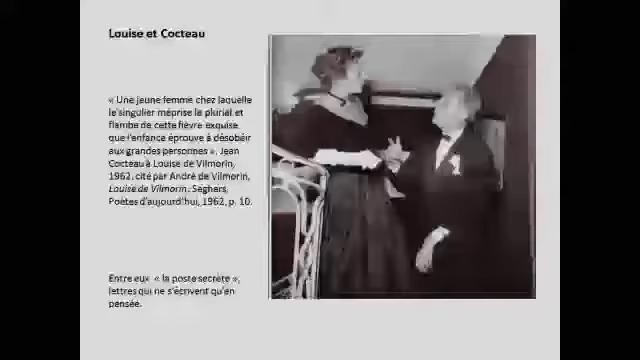 Louise et Cocteau
« Une jeune femme chez laquelle
le singulier méprise le pluriel et
flambe de cette fièvre exquise
que l'enfance éprouve à désobéir
aux grandes personnes », Jean
Cocteau à Louise de Vilmorin,
1962, cité par André de Vilmorin,
Louise de Vilmorin, Seghers,
Poètes d'aujourd'hui, 1962, p. 10.
Entre eux « la poste secrète »,
lettres qui ne s'écrivent qu'en
pensée.